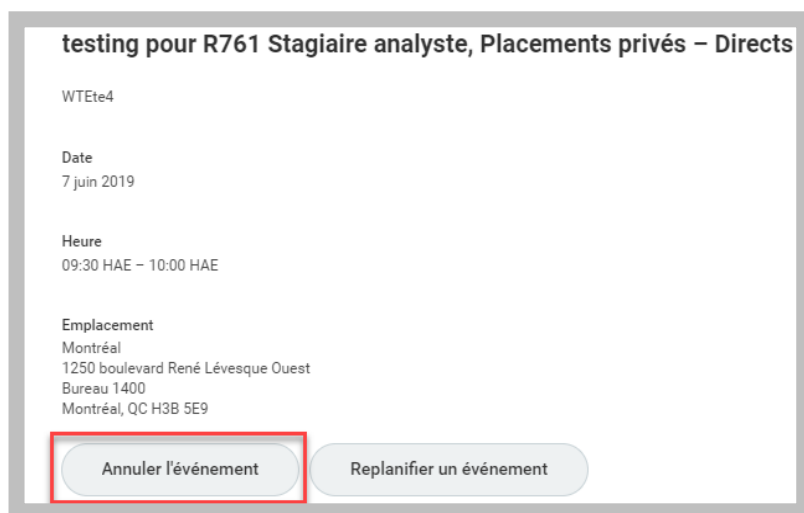 testing pour R761 Stagiaire analyste, Placements privés – Directs
WTEte4
Date
7 juin 2019
Heure
09:30 HAE – 10:00 HAE
Emplacement
Montréal
1250 boulevard René Lévesque Ouest
Bureau 1400
Montréal, QC H3B 5E9
Annuler l'événement Replanifier un événement